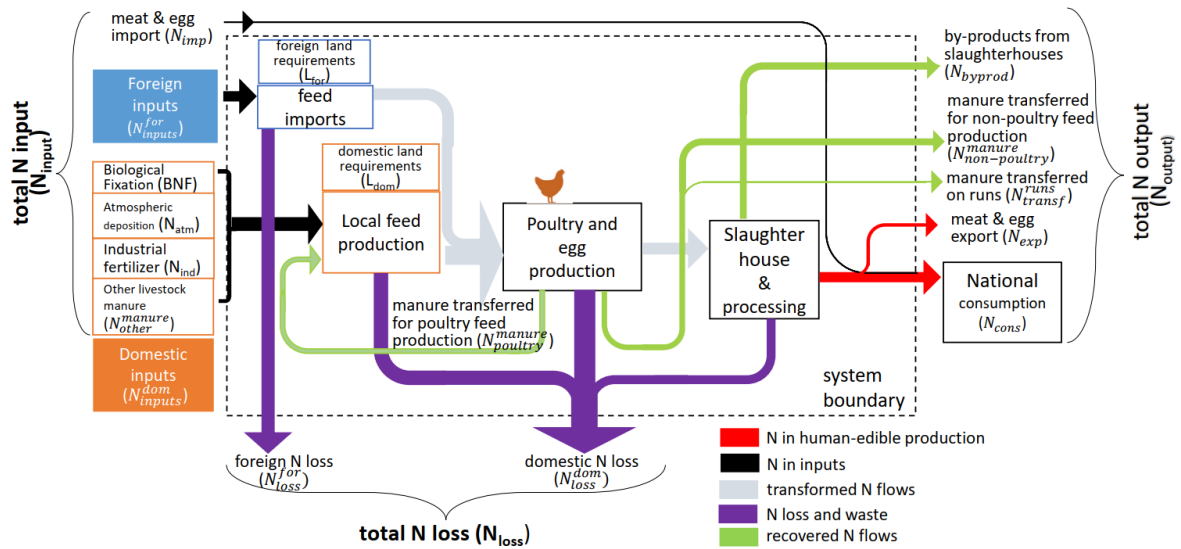 total N input
(N_input)
meat & egg
import (N_imp)
Foreign
inputs
(N_inputs^for)
Biological
Fixation (BNF)
Atmospheric
deposition (N_atm)
Industrial
fertilizer (N_ind)
Other livestock
manure
(N_other^manure)
Domestic
inputs
(N_inputs^dom)
foreign land
requirements
(L_for)
feed
imports
domestic land
requirements
(L_dom)
Local feed
production
manure transferred
for poultry feed
production (N_poultry^manure)
Poultry and
egg
production
Slaughter
house
&
processing
system
boundary
by-products from
slaughterhouses
(N_byprod)
manure transferred
for non-poultry feed
production
(N_non-poultry^manure)
manure transferred
on runs (N_transf^runs)
meat & egg
export (N_exp)
National
consumption
(N_cons)
total N output
(N_output)
foreign N loss
(N_loss^for)
domestic N loss
(N_loss^dom)
total N loss (N_loss)
N in human-edible production
N in inputs
transformed N flows
N loss and waste
recovered N flows